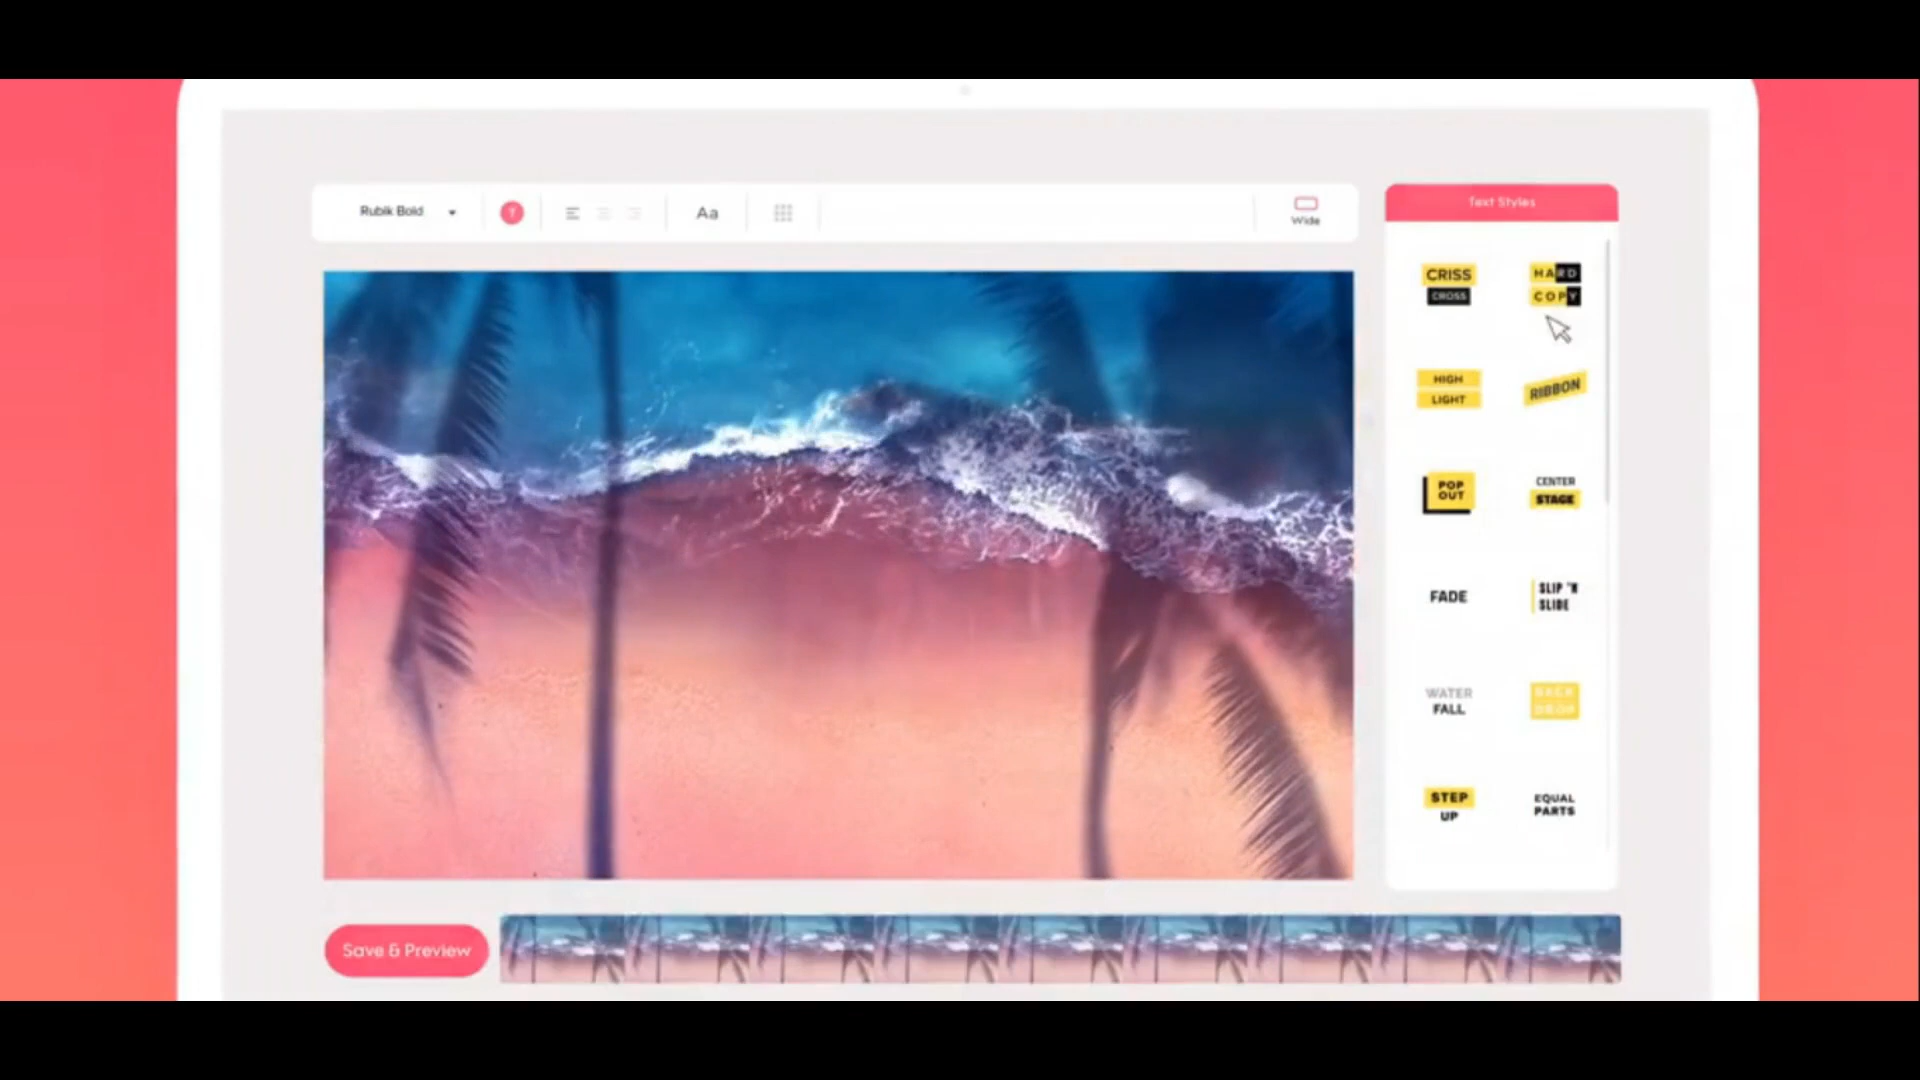 Rubik Bold
T
Aa
Wide
Text Styles
CRISS
CROSS
HARD
COPY
HIGH
LIGHT
RIBBON
POP
OUT
CENTER
STAGE
FADE
SLIP 'N
SLIDE
WATER
FALL
BACK
DROP
STEP
UP
EQUAL
PARTS
Save & Preview